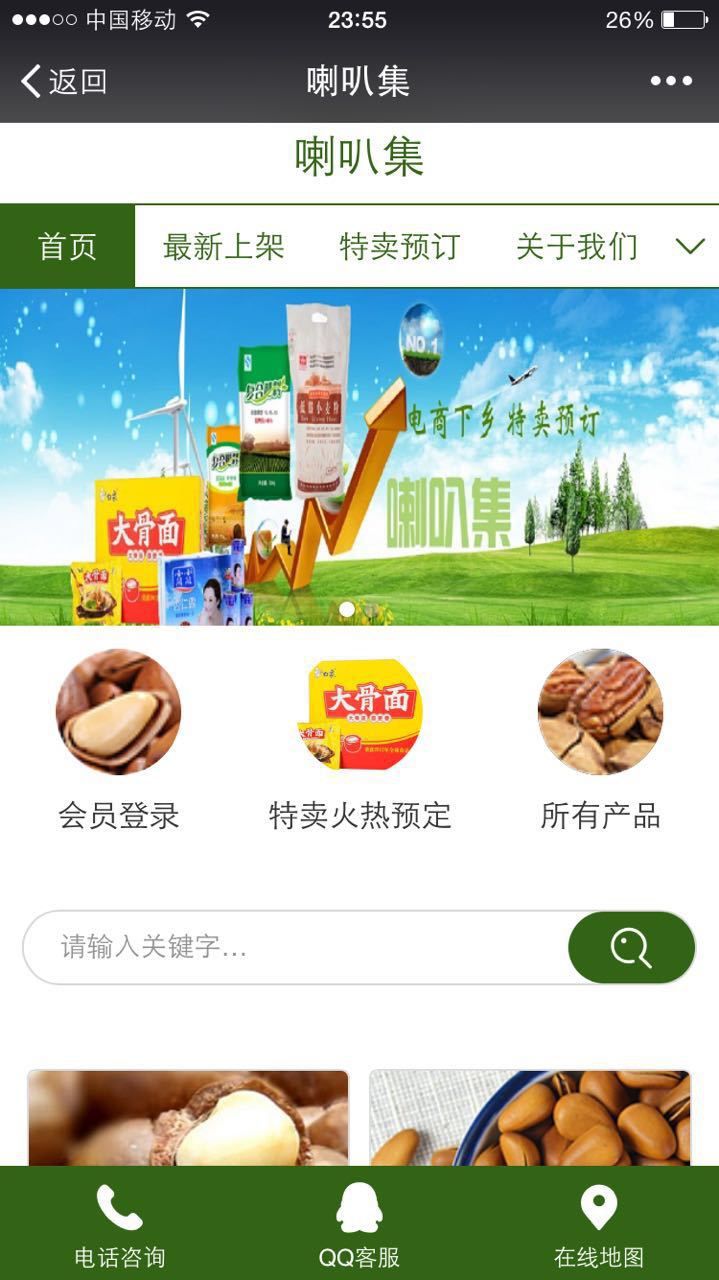 中国移动
23:55
26%
返回
喇叭集
喇叭集
首页
最新上架
特卖预订
关于我们
NO.1
电商下乡 特卖预订
喇叭集
大骨面
大骨面
会员登录
特卖火热预定
所有产品
请输入关键字...
电话咨询
QQ客服
在线地图